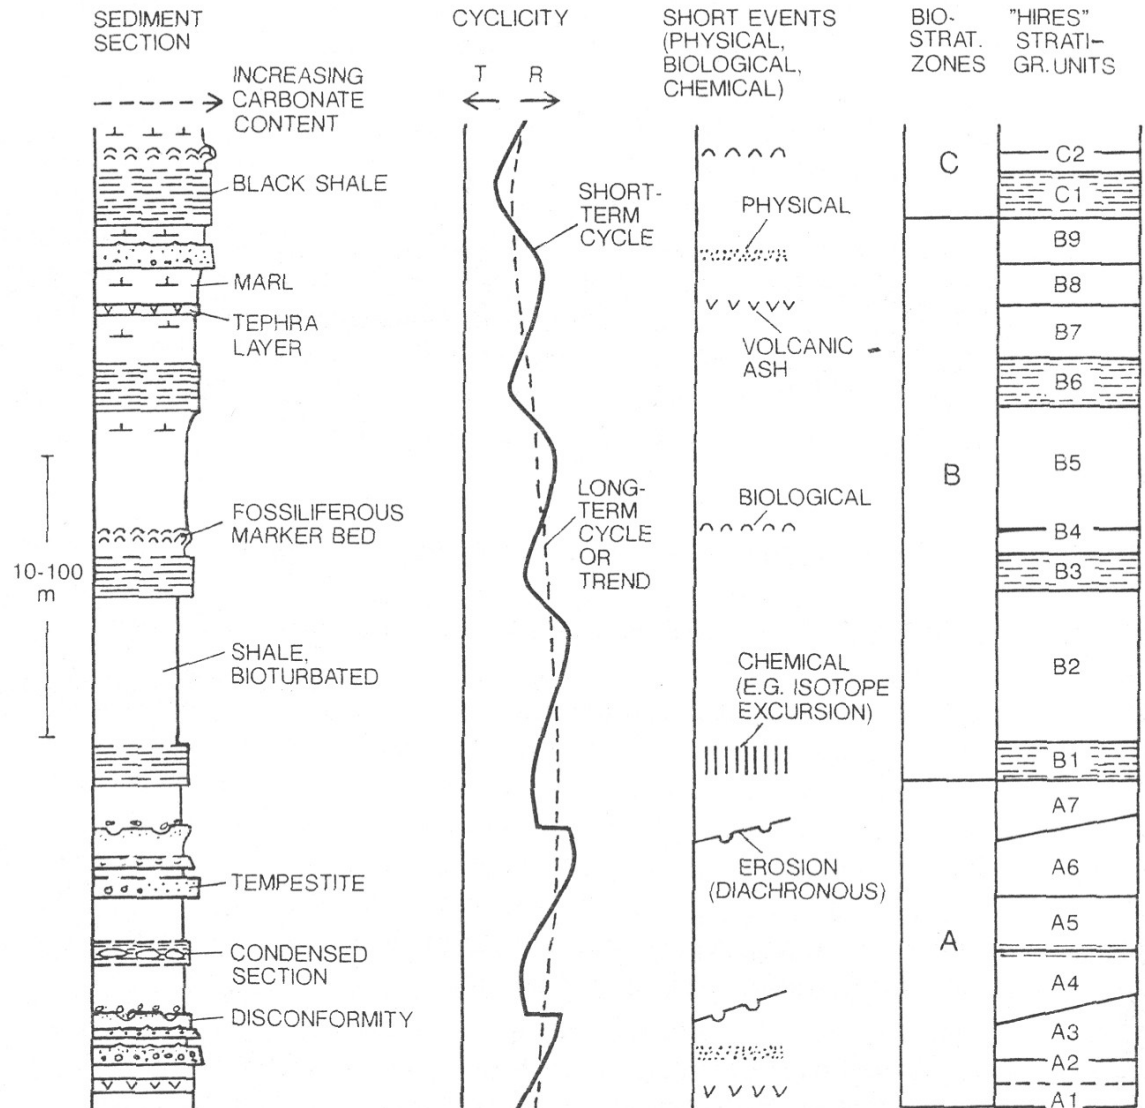 SEDIMENT
SECTION
INCREASING
CARBONATE
CONTENT
BLACK SHALE
MARL
TEPHRA
LAYER
FOSSILIFEROUS
MARKER BED
10-100
m
SHALE,
BIOTURBATED
TEMPESTITE
CONDENSED
SECTION
DISCONFORMITY
CYCLICITY
T R
SHORT-
TERM
CYCLE
LONG-
TERM
CYCLE
OR
TREND
SHORT EVENTS
(PHYSICAL,
BIOLOGICAL,
CHEMICAL)
PHYSICAL
VOLCANIC
ASH
BIOLOGICAL
CHEMICAL
(E.G. ISOTOPE
EXCURSION)
EROSION
(DIACHRONOUS)
BIO-
STRAT.
ZONES
C
B
A
"HIRES"
STRATI-
GR. UNITS
C2
C1
B9
B8
B7
B6
B5
B4
B3
B2
B1
A7
A6
A5
A4
A3
A2
A1